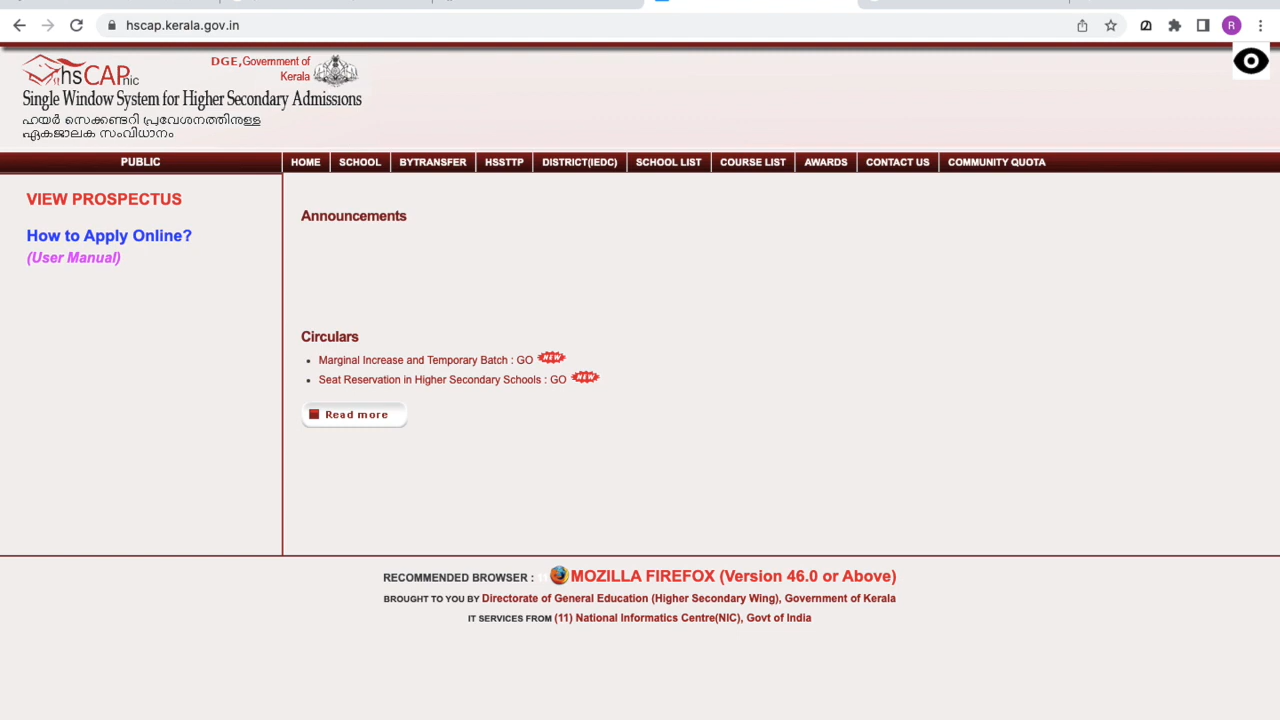 hscap.kerala.gov.in
R
hsCAPnic
DGE,Government of
Kerala
Single Window System for Higher Secondary Admissions
ഹയർ സെക്കണ്ടറി പ്രവേശനത്തിനുള്ള
ഏകജാലക സംവിധാനം
PUBLIC
HOME SCHOOL BYTRANSFER HSSTTP DISTRICT(IEDC) SCHOOL LIST COURSE LIST AWARDS CONTACT US COMMUNITY QUOTA
VIEW PROSPECTUS
How to Apply Online?
(User Manual)
Announcements
Circulars
Marginal Increase and Temporary Batch : GO NEW
Seat Reservation in Higher Secondary Schools : GO NEW
Read more
RECOMMENDED BROWSER : MOZILLA FIREFOX (Version 46.0 or Above)
BROUGHT TO YOU BY Directorate of General Education (Higher Secondary Wing), Government of Kerala
IT SERVICES FROM (11) National Informatics Centre(NIC), Govt of India